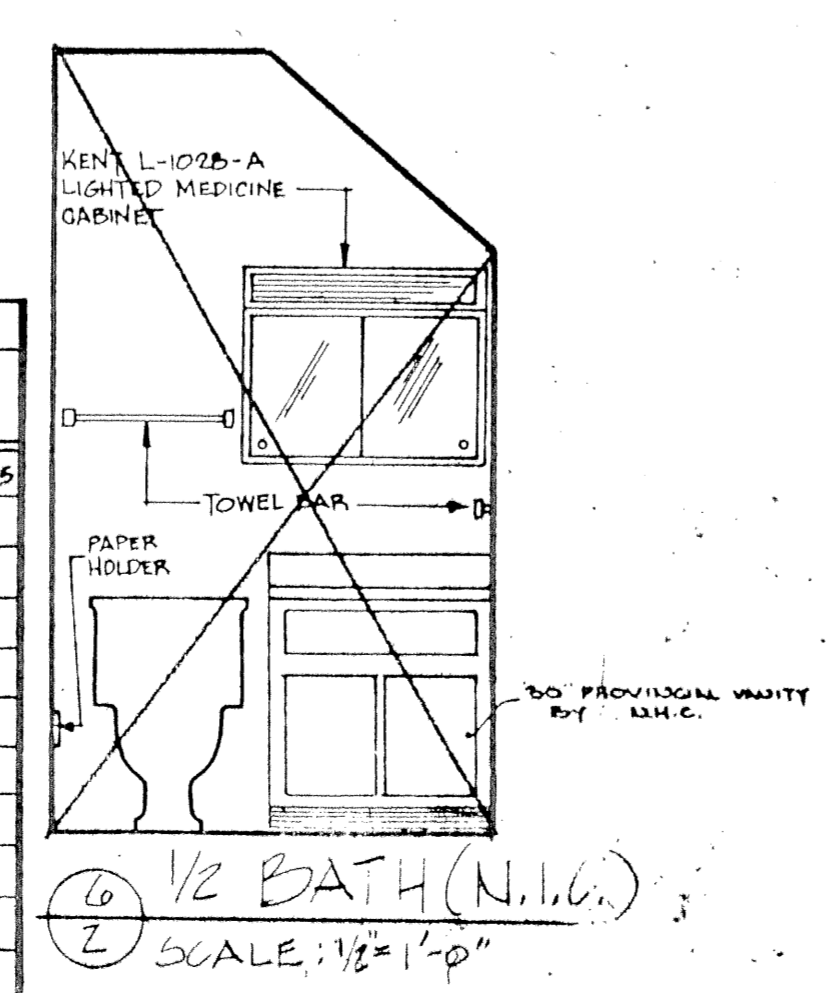 KENT L-102B-A
LIGHTED MEDICINE
CABINET
5
TOWEL BAR
PAPER
HOLDER
30" PROVINCIAL VANITY
BY N.H.C.
6
2
1/2 BATH (N.I.C.)
SCALE: 1/2" = 1'-0"